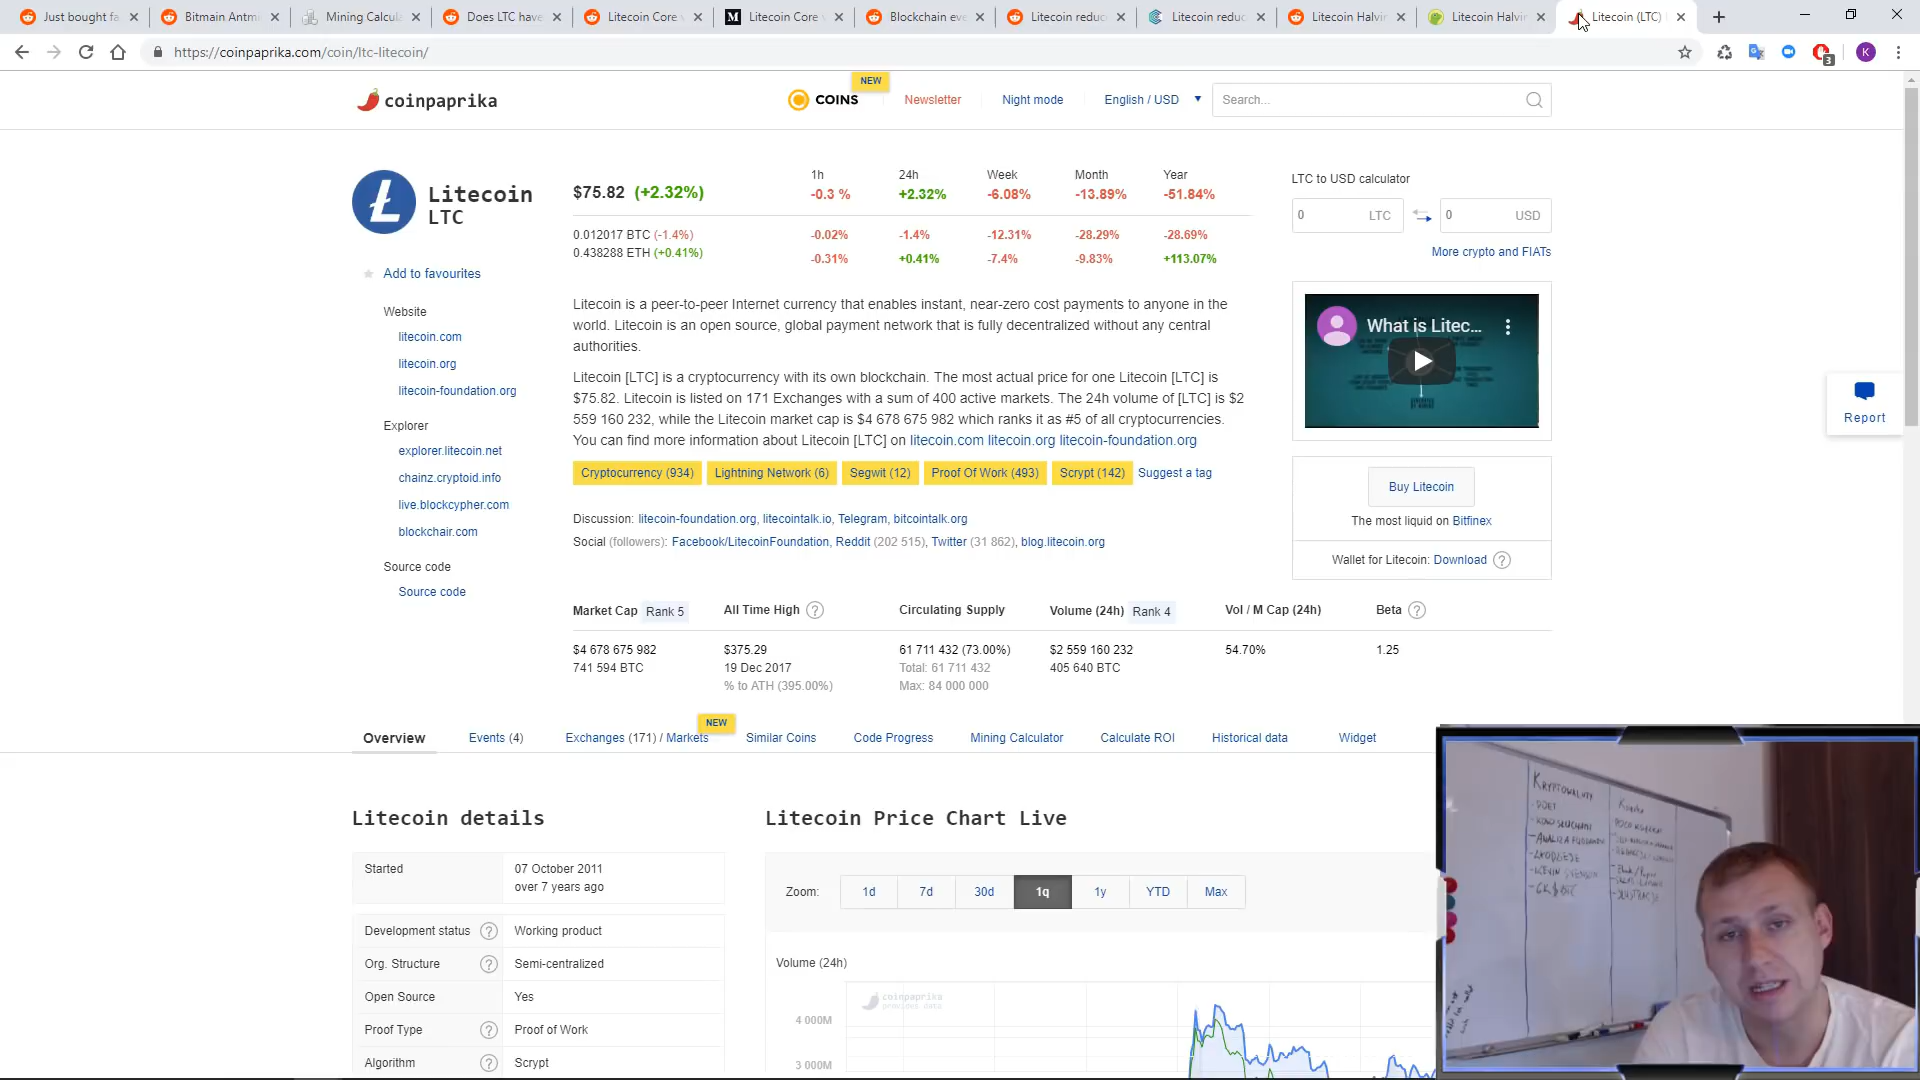 Just bought fa
Bitmain Antm
Mining Calcula
Does LTC have
Litecoin Core v
Litecoin Core v
Blockchain eve
Litecoin reduc
Litecoin reduc
Litecoin Halvin
Litecoin Halvin
Litecoin (LTC)
https://coinpaprika.com/coin/ltc-litecoin/
3
K
coinpaprika
NEW
COINS
Newsletter
Night mode
English / USD
Search...
Litecoin
LTC
$75.82 (+2.32%)
1h 24h Week Month Year
-0.3 % +2.32% -6.08% -13.89% -51.84%
0.012017 BTC (-1.4%) -0.02% -1.4% -12.31% -28.29% -28.69%
0.438288 ETH (+0.41%) -0.31% +0.41% -7.4% -9.83% +113.07%
LTC to USD calculator
0 LTC 0 USD
More crypto and FIATs
Add to favourites
Website
litecoin.com
litecoin.org
litecoin-foundation.org
Explorer
explorer.litecoin.net
chainz.cryptoid.info
live.blockcypher.com
blockchair.com
Source code
Source code
Litecoin is a peer-to-peer Internet currency that enables instant, near-zero cost payments to anyone in the
world. Litecoin is an open source, global payment network that is fully decentralized without any central
authorities.
Litecoin [LTC] is a cryptocurrency with its own blockchain. The most actual price for one Litecoin [LTC] is
$75.82. Litecoin is listed on 171 Exchanges with a sum of 400 active markets. The 24h volume of [LTC] is $2
559 160 232, while the Litecoin market cap is $4 678 675 982 which ranks it as #5 of all cryptocurrencies.
You can find more information about Litecoin [LTC] on litecoin.com litecoin.org litecoin-foundation.org
Cryptocurrency (934) Lightning Network (6) Segwit (12) Proof Of Work (493) Scrypt (142) Suggest a tag
Discussion: litecoin-foundation.org, litecointalk.io, Telegram, bitcointalk.org
Social (followers): Facebook/LitecoinFoundation, Reddit (202 515), Twitter (31 862), blog.litecoin.org
What is Litec...
Report
Buy Litecoin
The most liquid on Bitfinex
Wallet for Litecoin: Download ?
Market Cap Rank 5 All Time High ? Circulating Supply Volume (24h) Rank 4 Vol / M Cap (24h) Beta ?
$4 678 675 982 $375.29 61 711 432 (73.00%) $2 559 160 232 54.70% 1.25
741 594 BTC 19 Dec 2017 Total: 61 711 432 405 640 BTC
% to ATH (395.00%) Max: 84 000 000
NEW
Overview Events (4) Exchanges (171) / Markets Similar Coins Code Progress Mining Calculator Calculate ROI Historical data Widget
Litecoin details
Started 07 October 2011
over 7 years ago
Development status ? Working product
Org. Structure ? Semi-centralized
Open Source Yes
Proof Type ? Proof of Work
Algorithm ? Scrypt
Litecoin Price Chart Live
Zoom: 1d 7d 30d 1q 1y YTD Max
Volume (24h)
coinpaprika
4 000M
3 000M
KRYPTOWALUTY